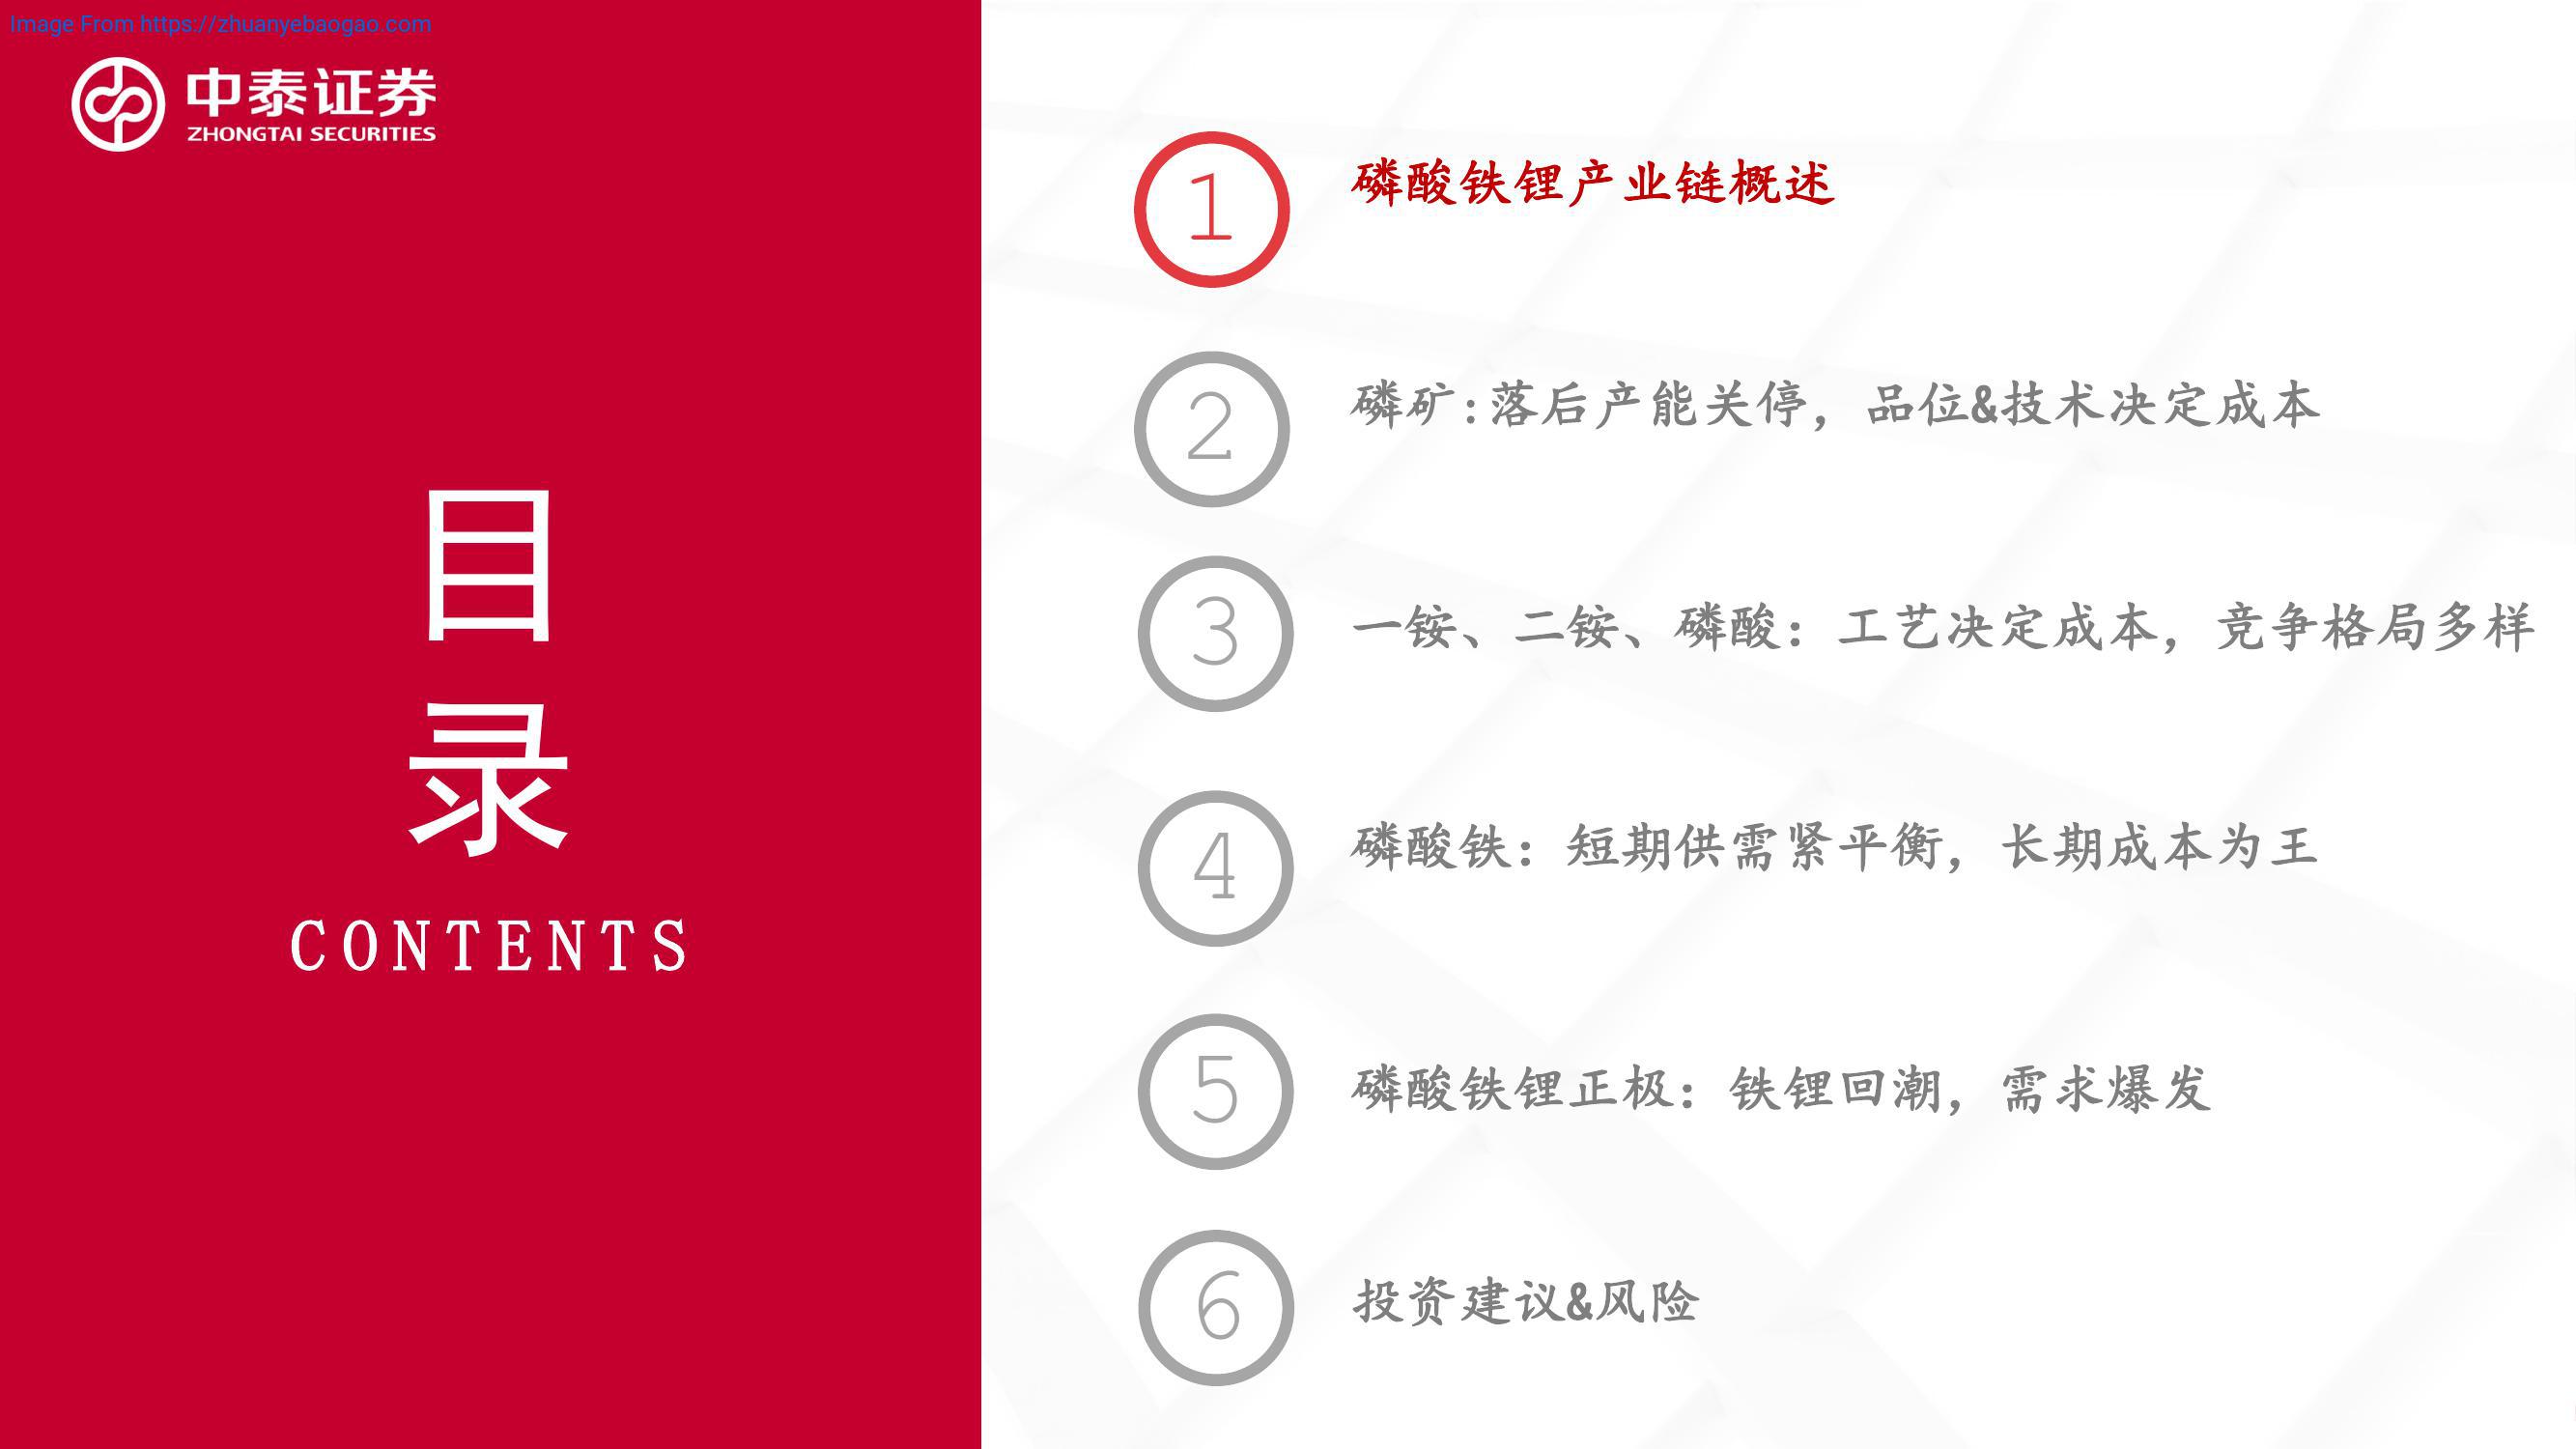 Image From https://zhuanyebaogao.com
中泰证券
ZHONGTAI SECURITIES
目
录
CONTENTS
1
磷酸铁锂产业链概述
2
磷矿:落后产能关停，品位&技术决定成本
3
一铵、二铵、磷酸：工艺决定成本，竞争格局多样
4
磷酸铁：短期供需紧平衡，长期成本为王
5
磷酸铁锂正极：铁锂回潮，需求爆发
6
投资建议&风险